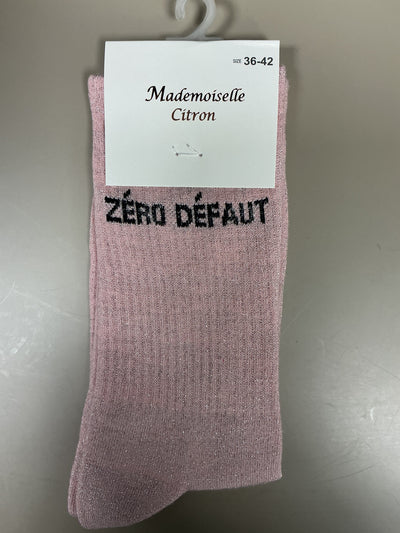 SIZE 36-42
Mademoiselle
Citron
ZÉRO DÉFAUT